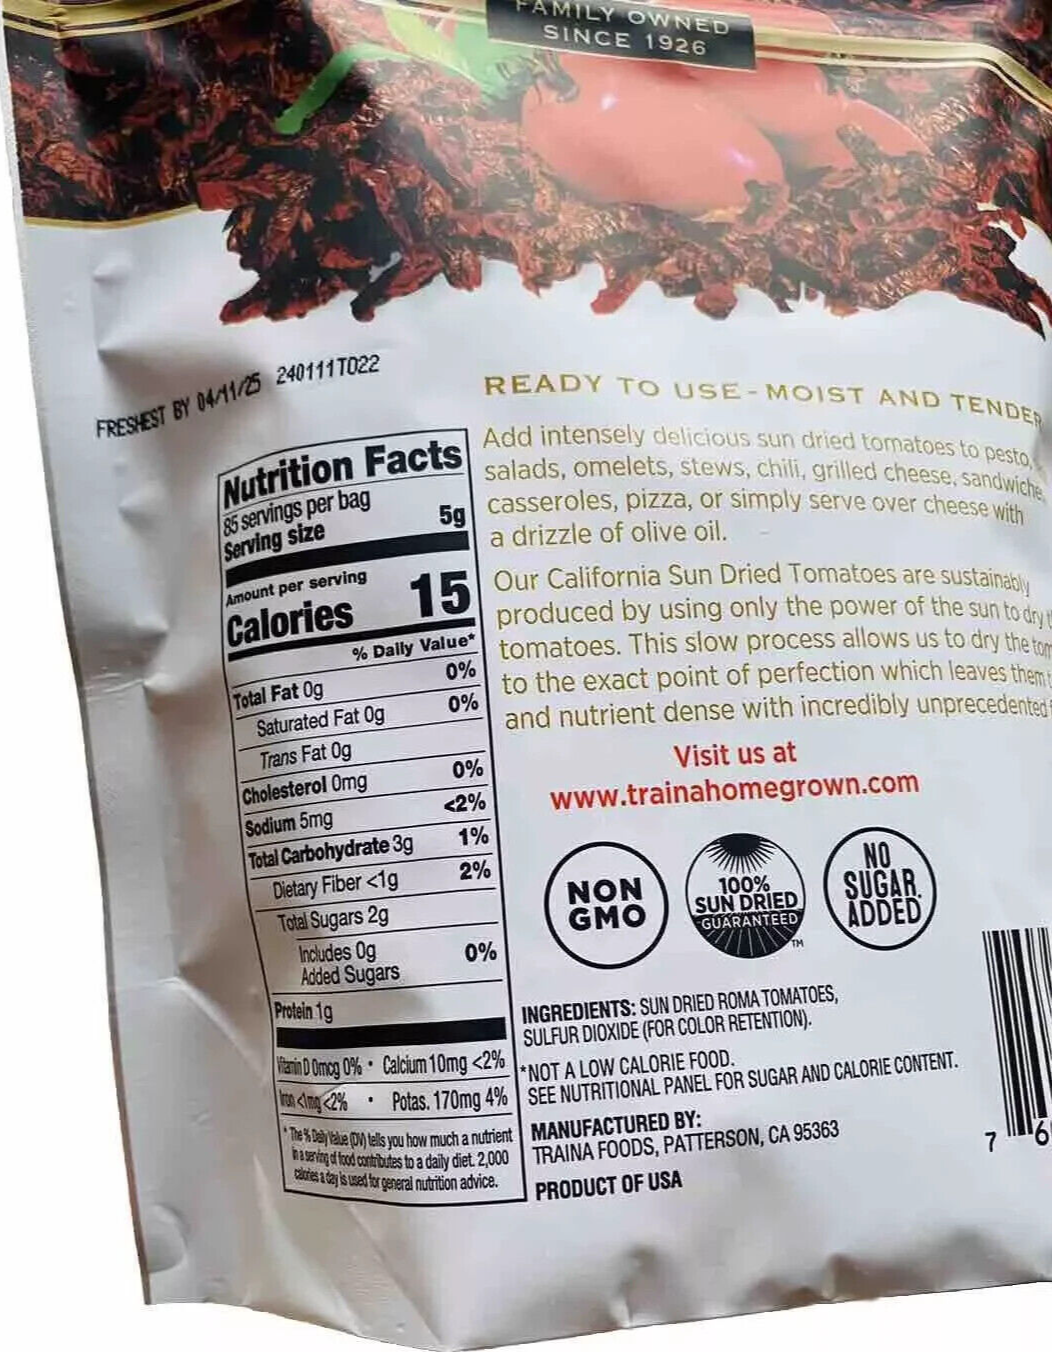 FAMILY OWNED
SINCE 1926
FRESHEST BY 04/11/25 240111T022
READY TO USE - MOIST AND TENDER
Add intensely delicious sun dried tomatoes to pesto,
salads, omelets, stews, chili, grilled cheese, sandwiches,
casseroles, pizza, or simply serve over cheese with
a drizzle of olive oil.
Our California Sun Dried Tomatoes are sustainably
produced by using only the power of the sun to dry
tomatoes. This slow process allows us to dry the
to the exact point of perfection which leaves them
and nutrient dense with incredibly unprecedented
Visit us at
www.trainahomegrown.com
NON
GMO
100%
SUN DRIED
GUARANTEED
TM
NO
SUGAR
ADDED*
Nutrition Facts
85 servings per bag
Serving size 5g
Amount per serving
Calories 15
% Daily Value*
Total Fat 0g 0%
Saturated Fat 0g 0%
Trans Fat 0g
Cholesterol 0mg 0%
Sodium 5mg <2%
Total Carbohydrate 3g 1%
Dietary Fiber <1g 2%
Total Sugars 2g
Includes 0g
Added Sugars 0%
Protein 1g
Vitamin D 0mcg 0% • Calcium 10mg <2%
Iron <1mg <2% • Potas. 170mg 4%
* The % Daily Value (DV) tells you how much a nutrient
in a serving of food contributes to a daily diet. 2,000
calories a day is used for general nutrition advice.
INGREDIENTS: SUN DRIED ROMA TOMATOES,
SULFUR DIOXIDE (FOR COLOR RETENTION).
*NOT A LOW CALORIE FOOD.
SEE NUTRITIONAL PANEL FOR SUGAR AND CALORIE CONTENT.
MANUFACTURED BY:
TRAINA FOODS, PATTERSON, CA 95363
PRODUCT OF USA
7 6